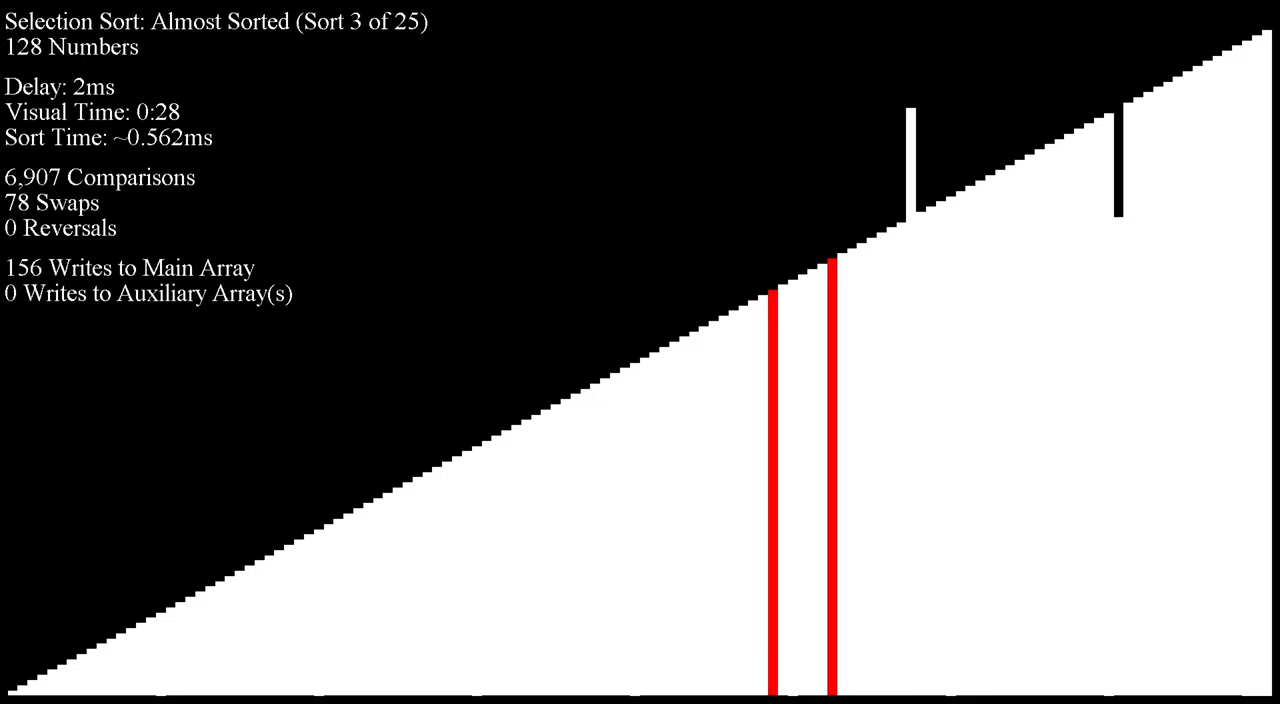 Selection Sort: Almost Sorted (Sort 3 of 25)
128 Numbers
Delay: 2ms
Visual Time: 0:28
Sort Time: ~0.562ms
6,907 Comparisons
78 Swaps
0 Reversals
156 Writes to Main Array
0 Writes to Auxiliary Array(s)